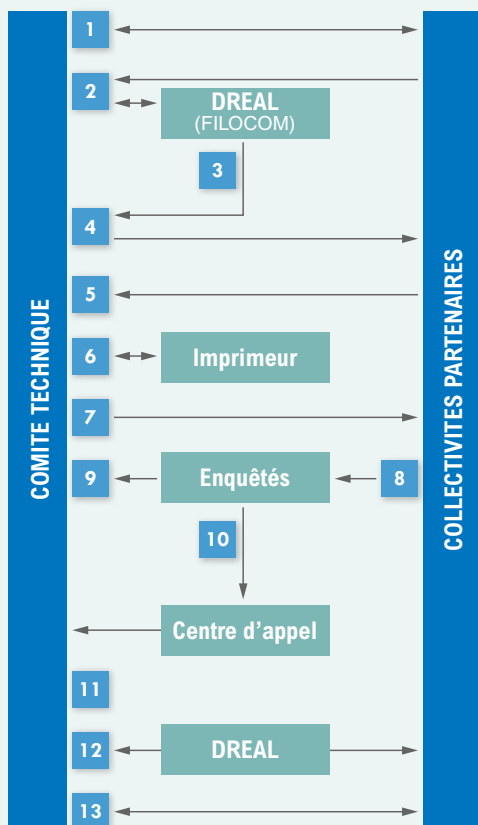 1
2
DREAL
(FILOCOM)
3
4
5
6
Imprimeur
7
9
Enquêtés
8
10
Centre d'appel
11
12
DREAL
13
COMITE TECHNIQUE
COLLECTIVITES PARTENAIRES